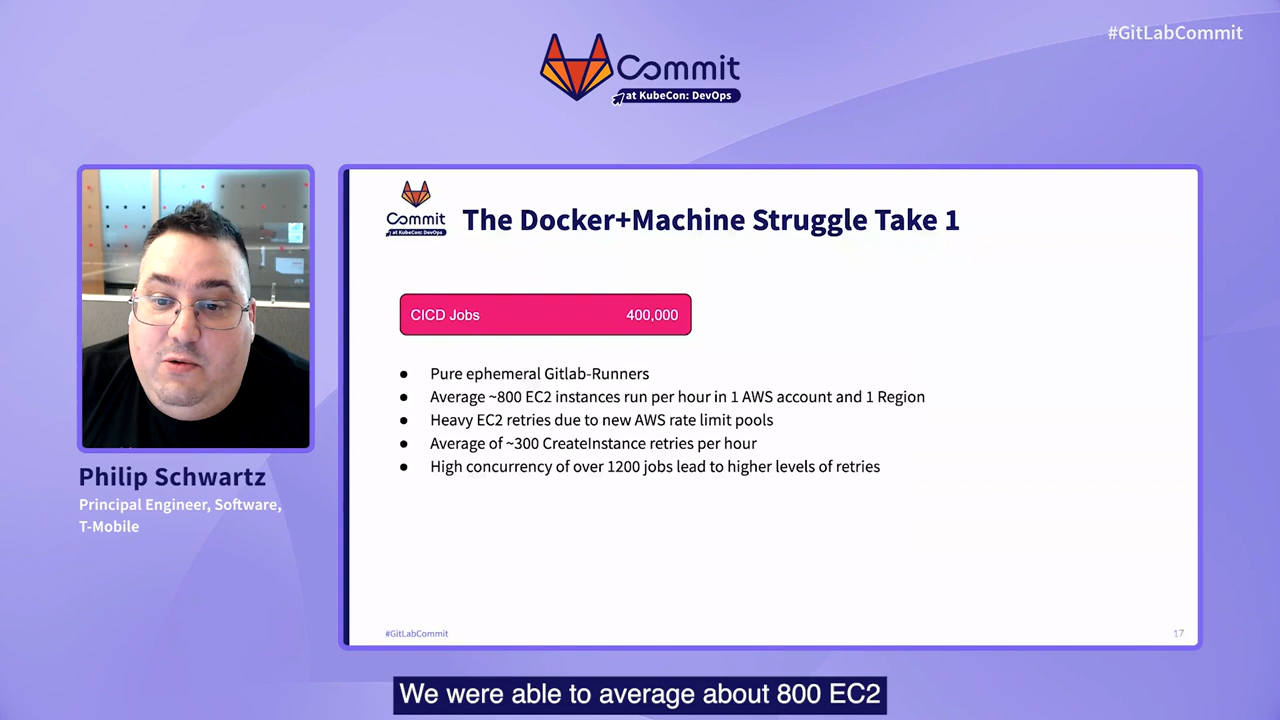 #GitLabCommit
Commit
at KubeCon: DevOps
Commit
at KubeCon: DevOps
The Docker+Machine Struggle Take 1
CICD Jobs 400,000
● Pure ephemeral Gitlab-Runners
● Average ~800 EC2 instances run per hour in 1 AWS account and 1 Region
● Heavy EC2 retries due to new AWS rate limit pools
● Average of ~300 CreateInstance retries per hour
● High concurrency of over 1200 jobs lead to higher levels of retries
#GitLabCommit
17
Philip Schwartz
Principal Engineer, Software,
T-Mobile
We were able to average about 800 EC2